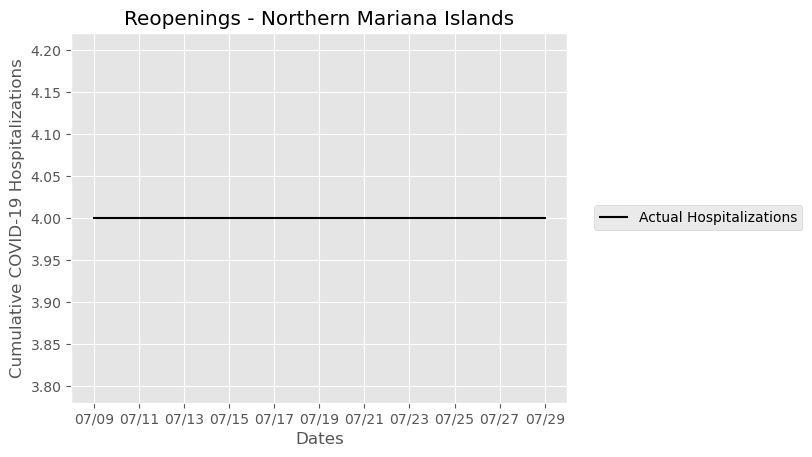 Reopenings - Northern Mariana Islands
Cumulative COVID-19 Hospitalizations
4.20
4.15
4.10
4.05
4.00
3.95
3.90
3.85
3.80
07/09 07/11 07/13 07/15 07/17 07/19 07/21 07/23 07/25 07/27 07/29
Dates
Actual Hospitalizations